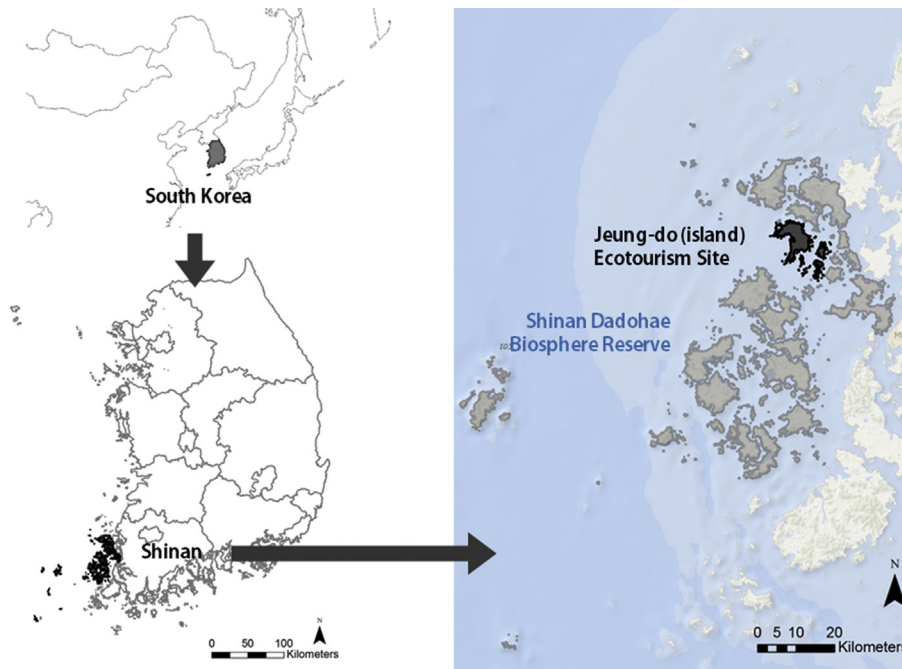 South Korea
Shinan
N
0 50 100
Kilometers
Jeung-do (island)
Ecotourism Site
Shinan Dadohae
Biosphere Reserve
N
0 5 10 20
Kilometers